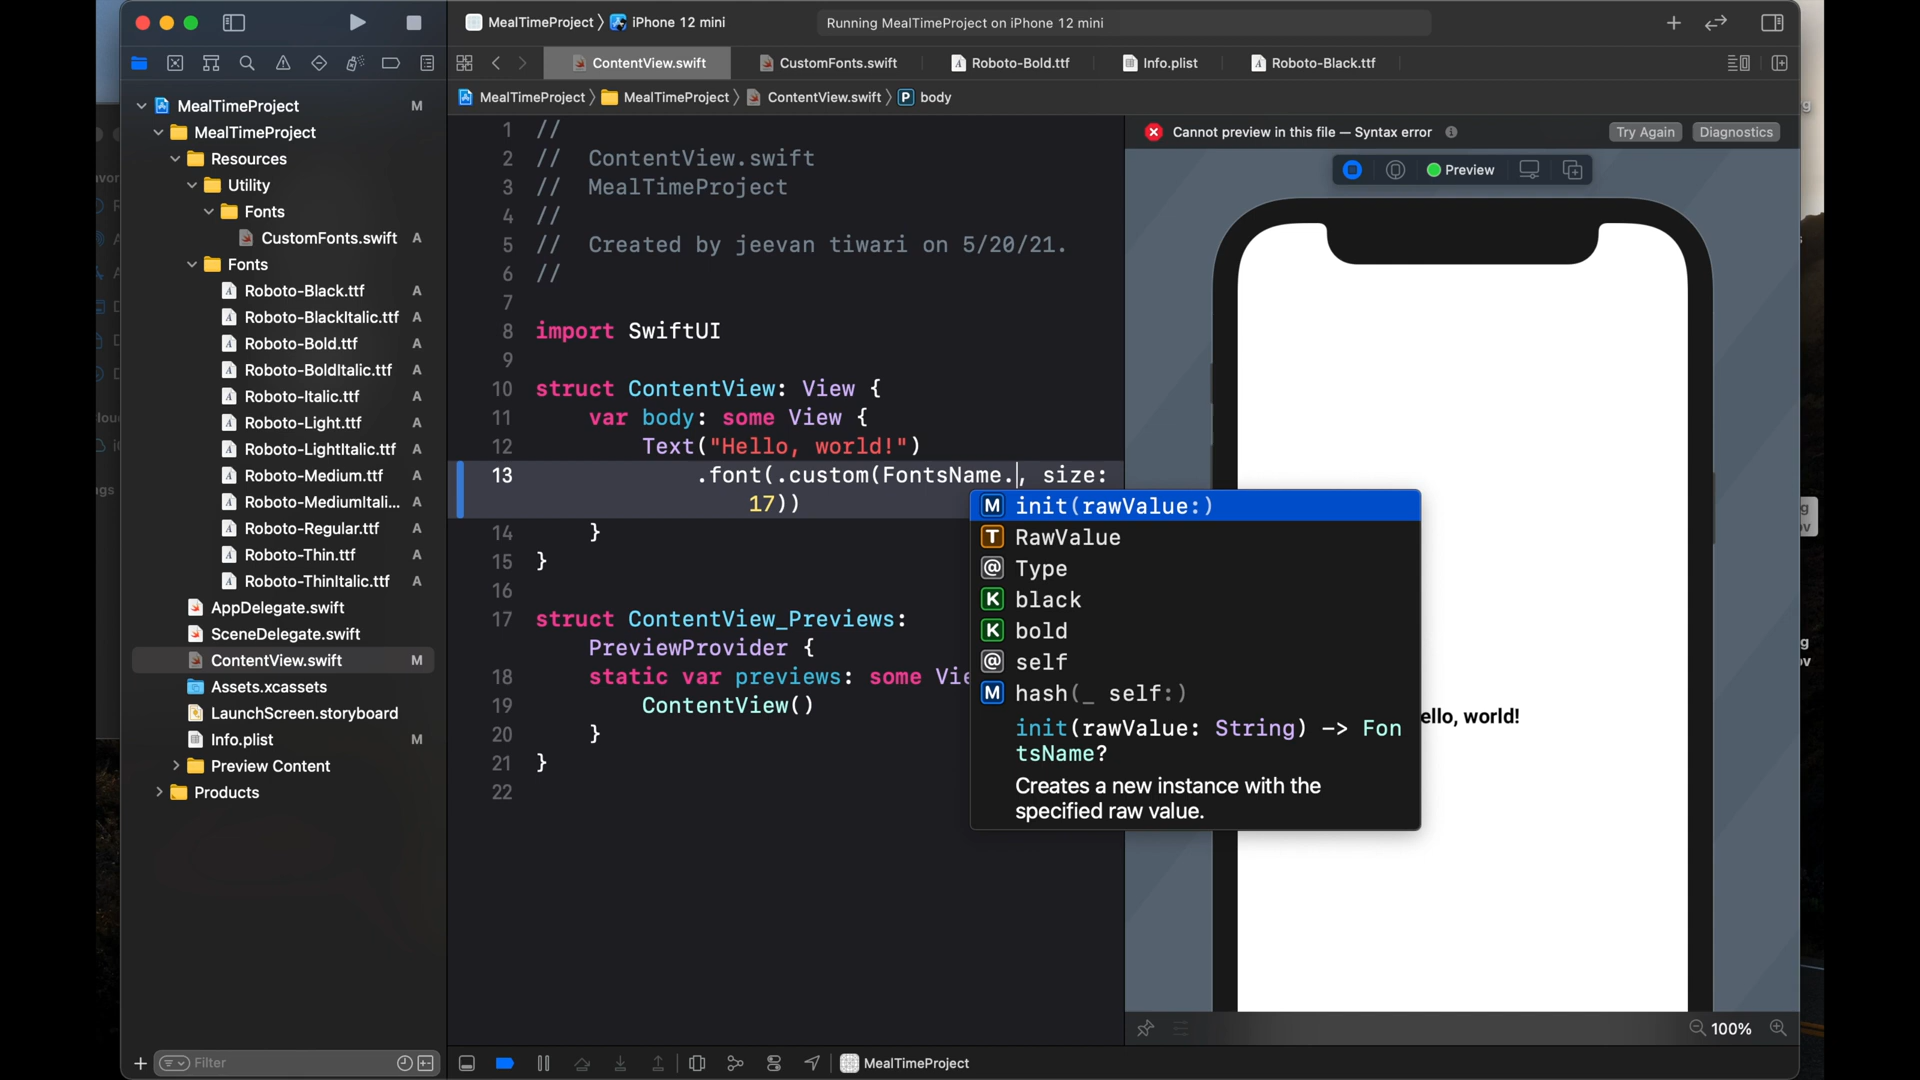 MealTimeProject 〉 iPhone 12 mini
Running MealTimeProject on iPhone 12 mini
ContentView.swift
CustomFonts.swift
Roboto-Bold.ttf
Info.plist
Roboto-Black.ttf
MealTimeProject 〉 MealTimeProject 〉 ContentView.swift 〉 P body
MealTimeProject M
MealTimeProject
Resources
Utility
Fonts
CustomFonts.swift A
Fonts
Roboto-Black.ttf A
Roboto-BlackItalic.ttf A
Roboto-Bold.ttf A
Roboto-BoldItalic.ttf A
Roboto-Italic.ttf A
Roboto-Light.ttf A
Roboto-LightItalic.ttf A
Roboto-Medium.ttf A
Roboto-MediumItali... A
Roboto-Regular.ttf A
Roboto-Thin.ttf A
Roboto-ThinItalic.ttf A
AppDelegate.swift
SceneDelegate.swift
ContentView.swift M
Assets.xcassets
LaunchScreen.storyboard
Info.plist M
Preview Content
Products
Filter
1 //
2 // ContentView.swift
3 // MealTimeProject
4 //
5 // Created by jeevan tiwari on 5/20/21.
6 //
7
8 import SwiftUI
9
10 struct ContentView: View {
11 var body: some View {
12 Text("Hello, world!")
13 .font(.custom(FontsName., size:
17))
14 }
15 }
16
17 struct ContentView_Previews:
PreviewProvider {
18 static var previews: some Vie
19 ContentView()
20 }
21 }
22
M init(rawValue:)
T RawValue
@ Type
K black
K bold
@ self
M hash(_ self:)
init(rawValue: String) -> Fon
tsName?
Creates a new instance with the
specified raw value.
Cannot preview in this file — Syntax error
Try Again
Diagnostics
Preview
ello, world!
100%
MealTimeProject